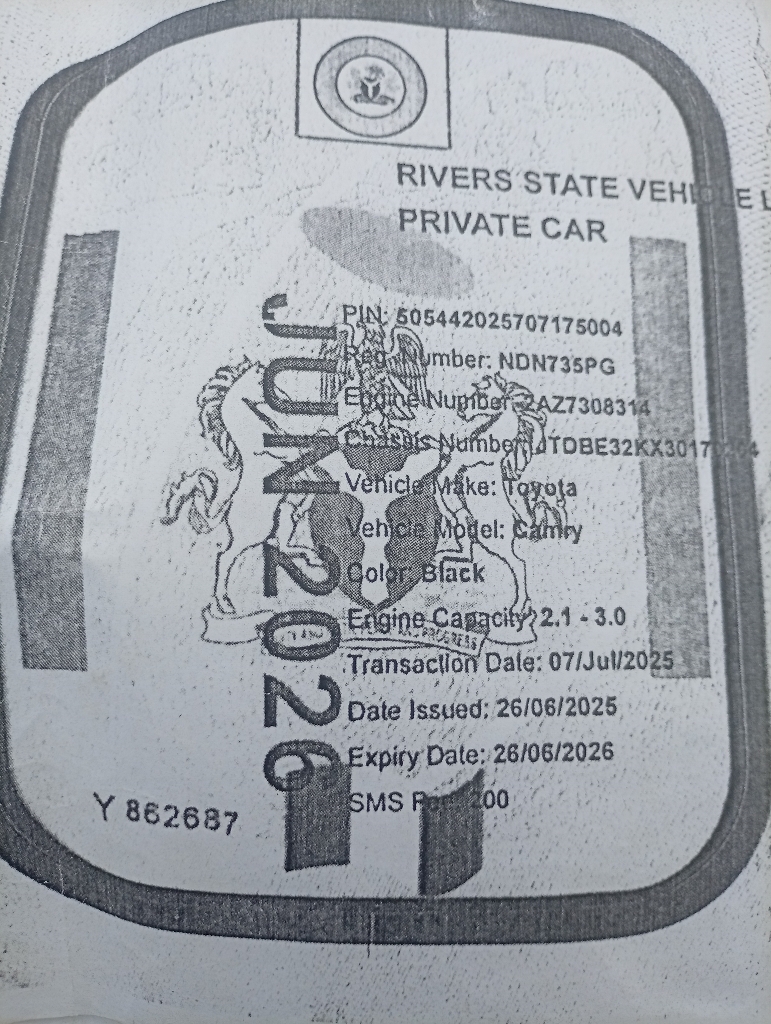 RIVERS STATE VEHICLE L
PRIVATE CAR
PIN: 505442025707175004
Reg. Number: NDN735PG
Engine Number: 2AZ7308314
Chassis Number:
Vehicle Make: Toyota
Vehicle Model: Camry
Color: Black
Engine Capacity: 2.1 - 3.0
Transaction Date: 07/Jul/2025
Date Issued: 26/06/2025
Expiry Date: 26/06/2026
SMS
JUN 2026
Y 862687
PROGRESS